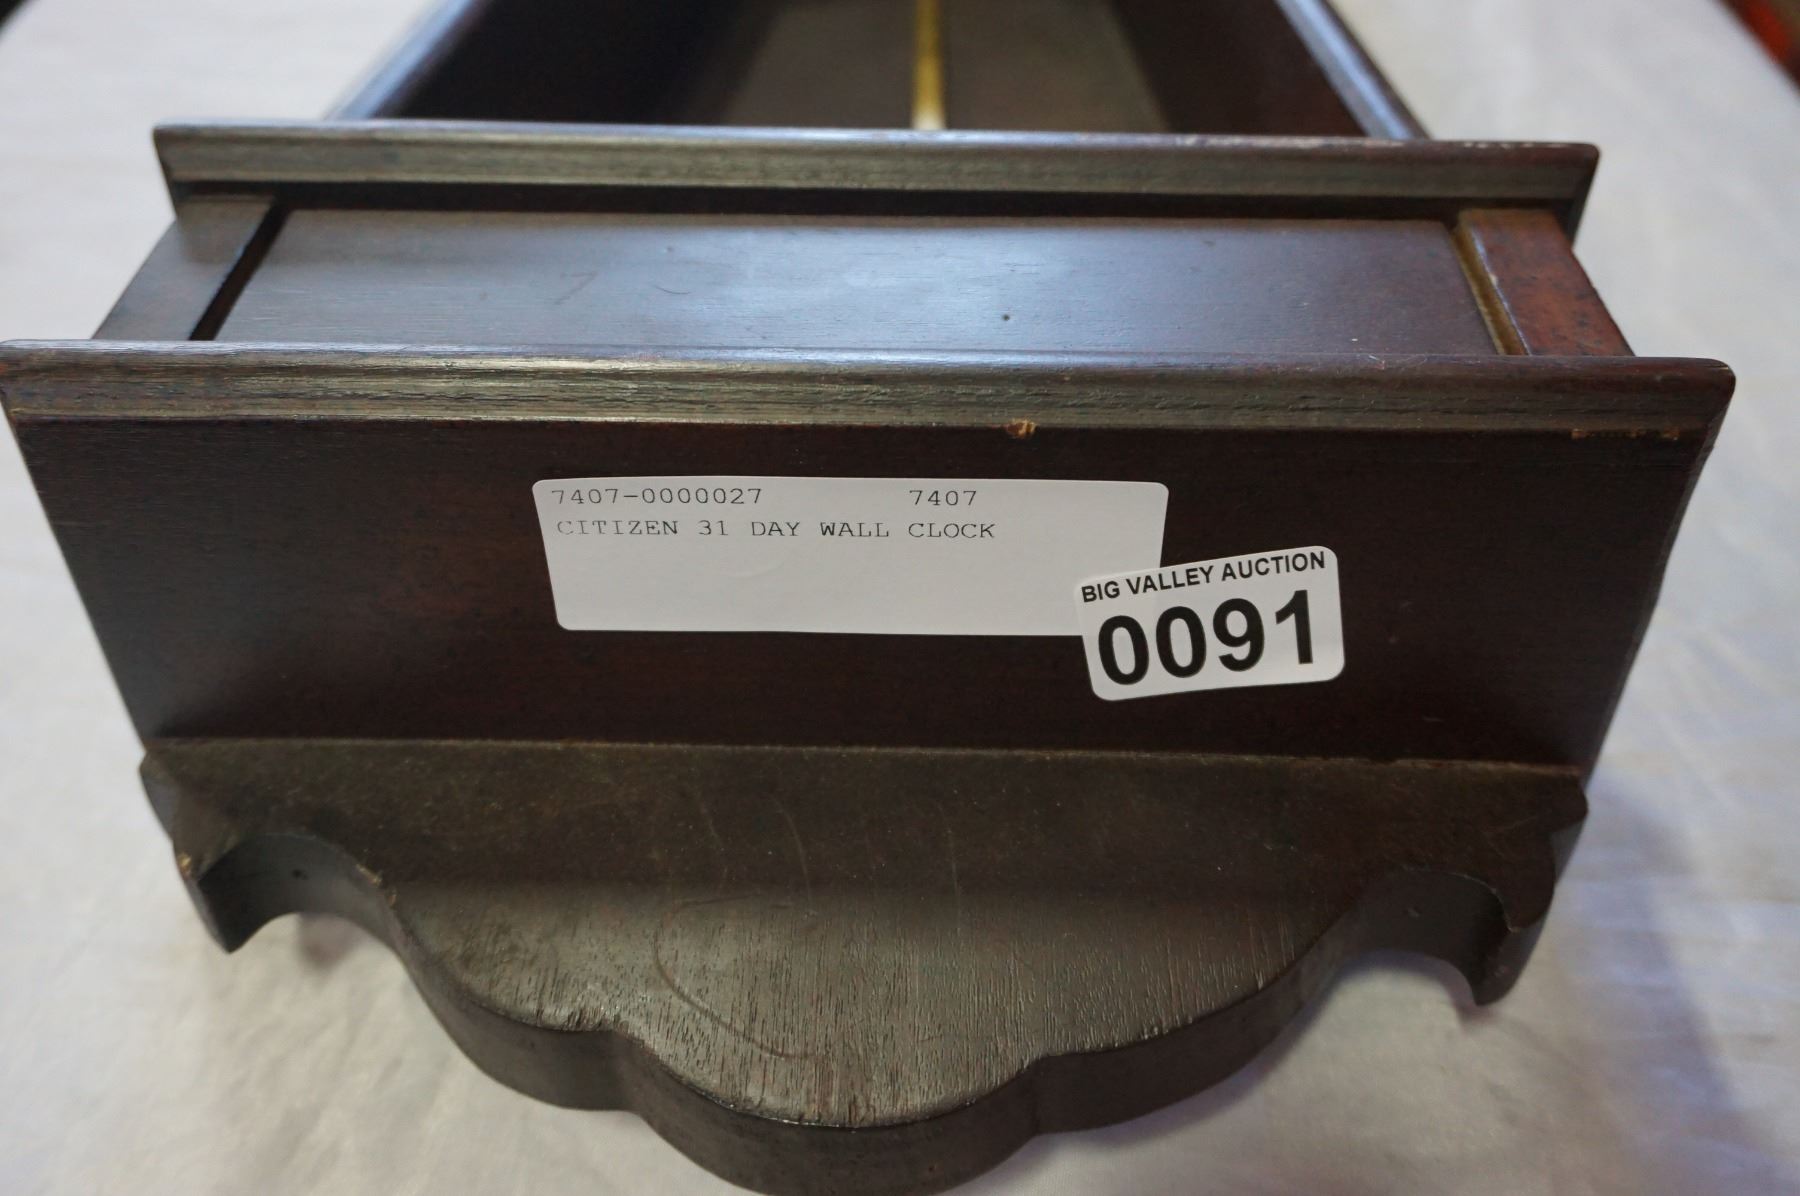 7407-0000027 7407
CITIZEN 31 DAY WALL CLOCK
BIG VALLEY AUCTION
0091